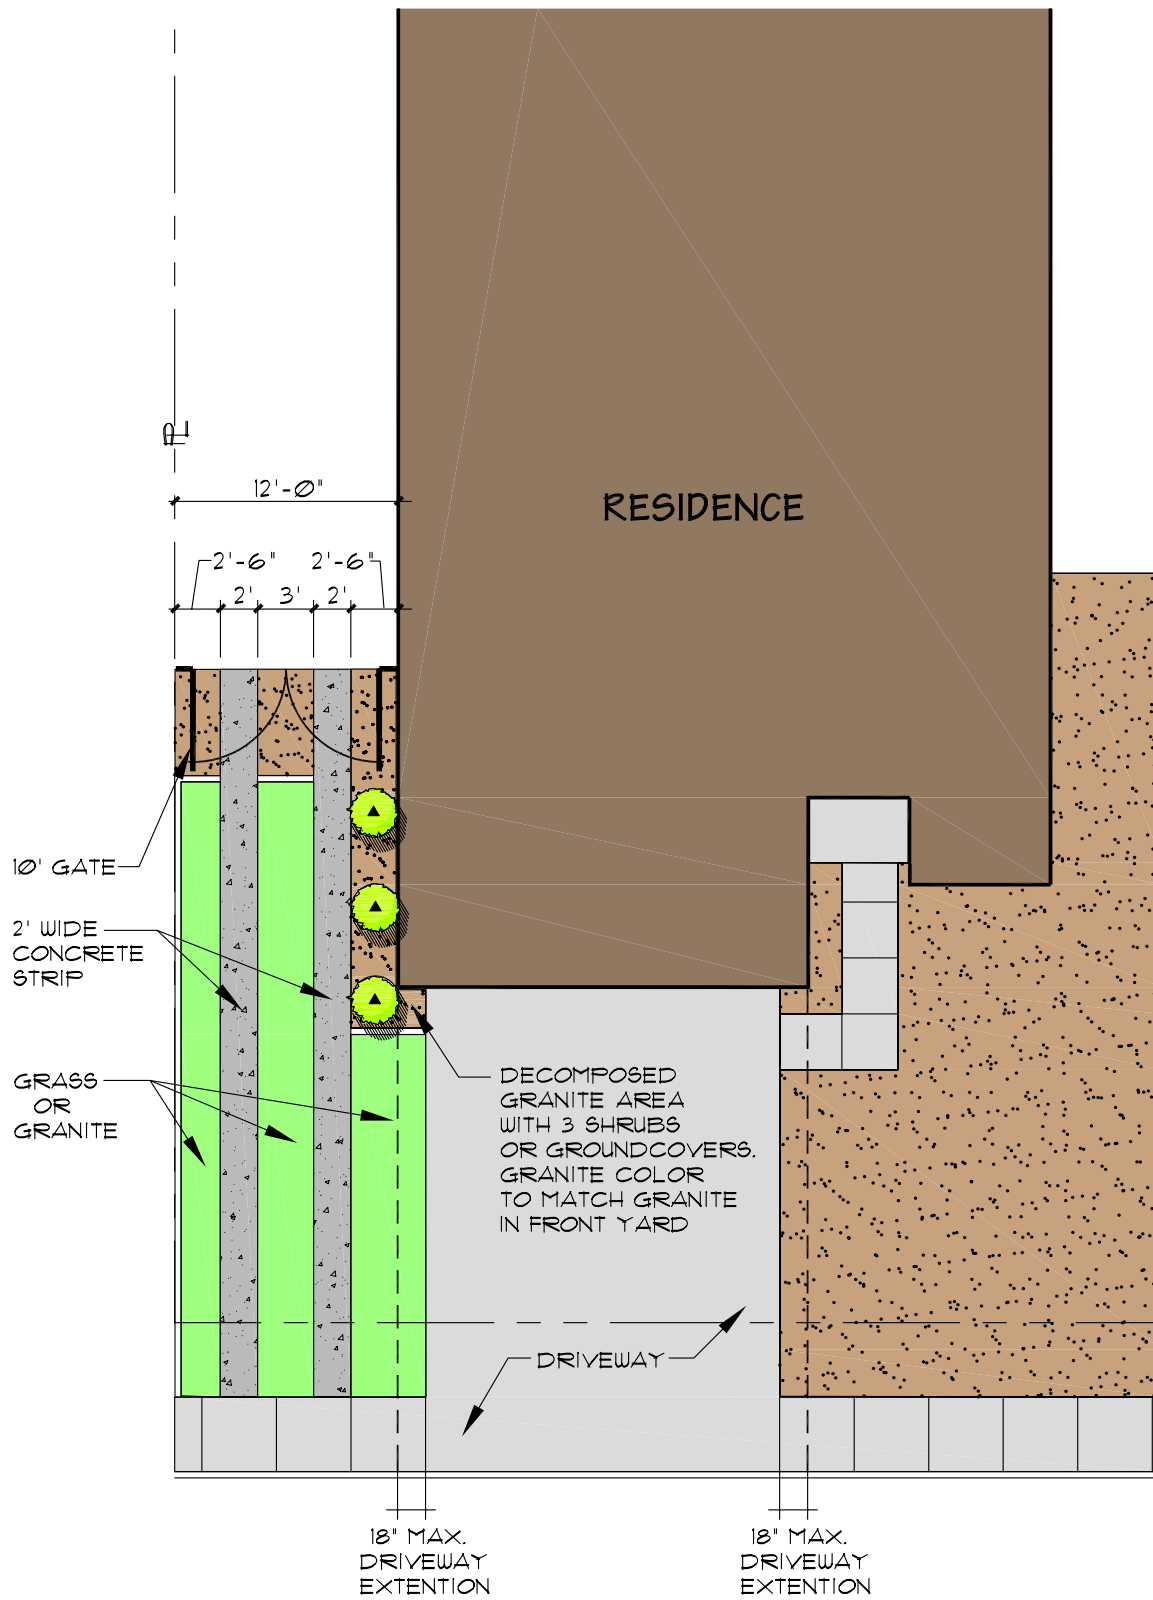 PL
12'-0"
RESIDENCE
2'-6" 2'-6"
2' 3' 2'
10' GATE
2' WIDE
CONCRETE
STRIP
GRASS
OR
GRANITE
DECOMPOSED
GRANITE AREA
WITH 3 SHRUBS
OR GROUNDCOVERS.
GRANITE COLOR
TO MATCH GRANITE
IN FRONT YARD
DRIVEWAY
18" MAX.
DRIVEWAY
EXTENTION
18" MAX.
DRIVEWAY
EXTENTION